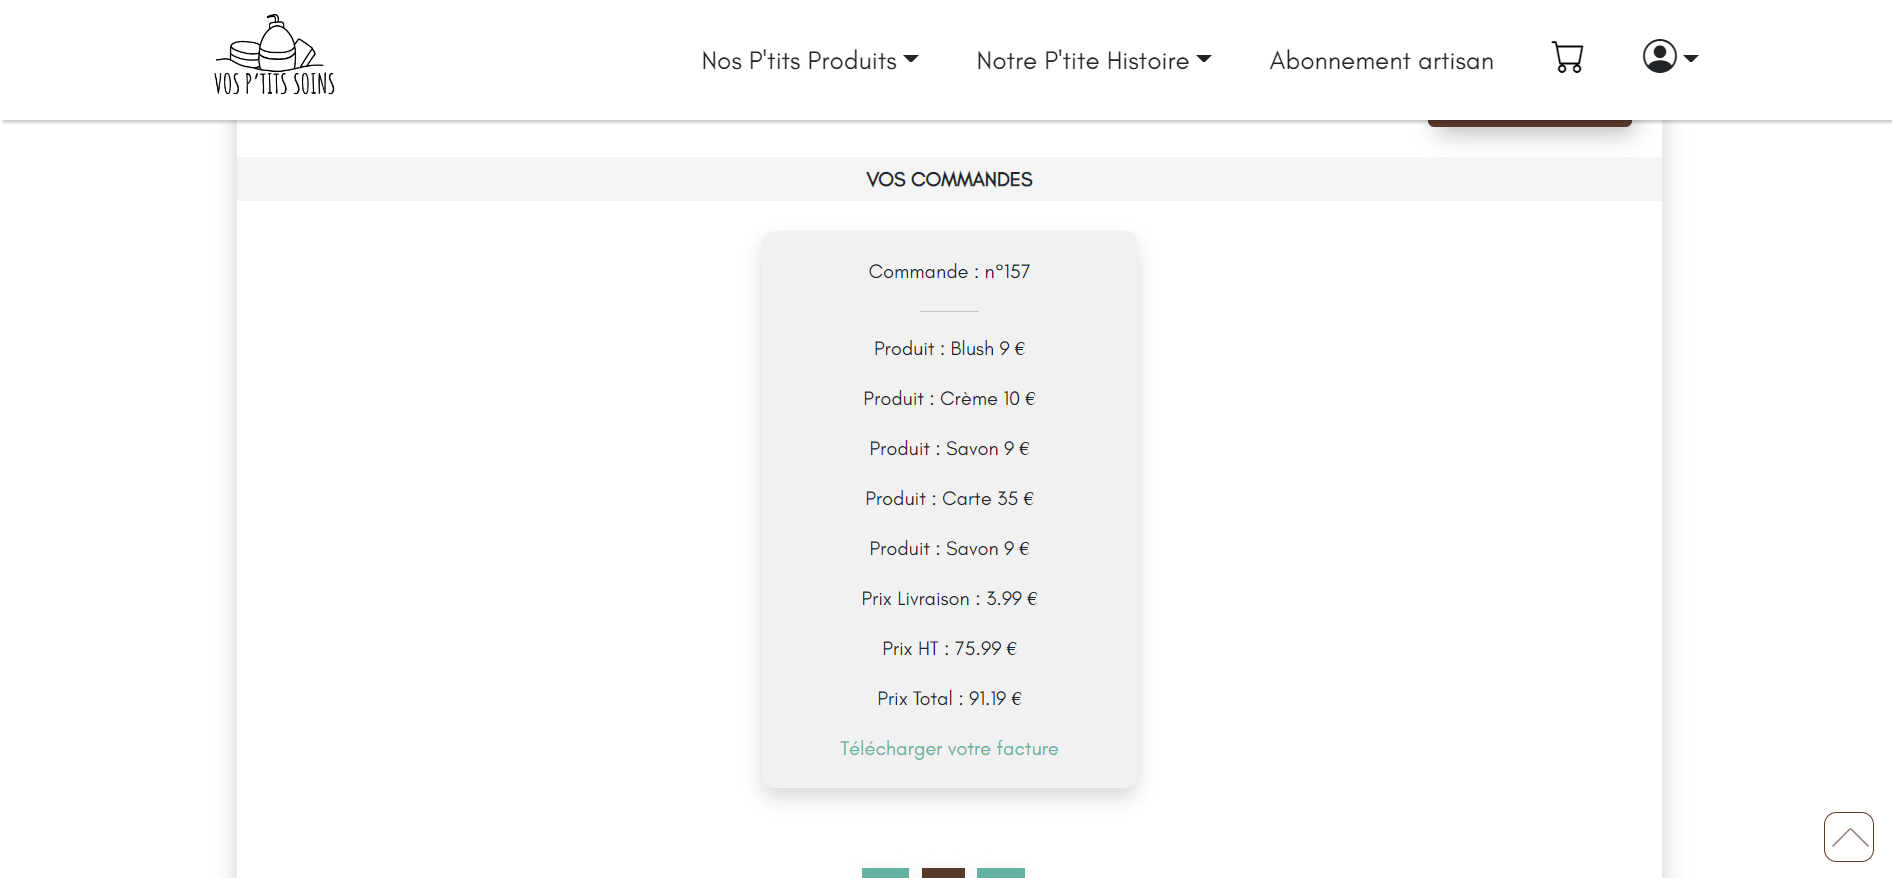 VOS P'TITS SOINS
Nos P'tits Produits
Notre P'tite Histoire
Abonnement artisan
VOS COMMANDES
Commande : n°157
Produit : Blush 9 €
Produit : Crème 10 €
Produit : Savon 9 €
Produit : Carte 35 €
Produit : Savon 9 €
Prix Livraison : 3.99 €
Prix HT : 75.99 €
Prix Total : 91.19 €
Télécharger votre facture